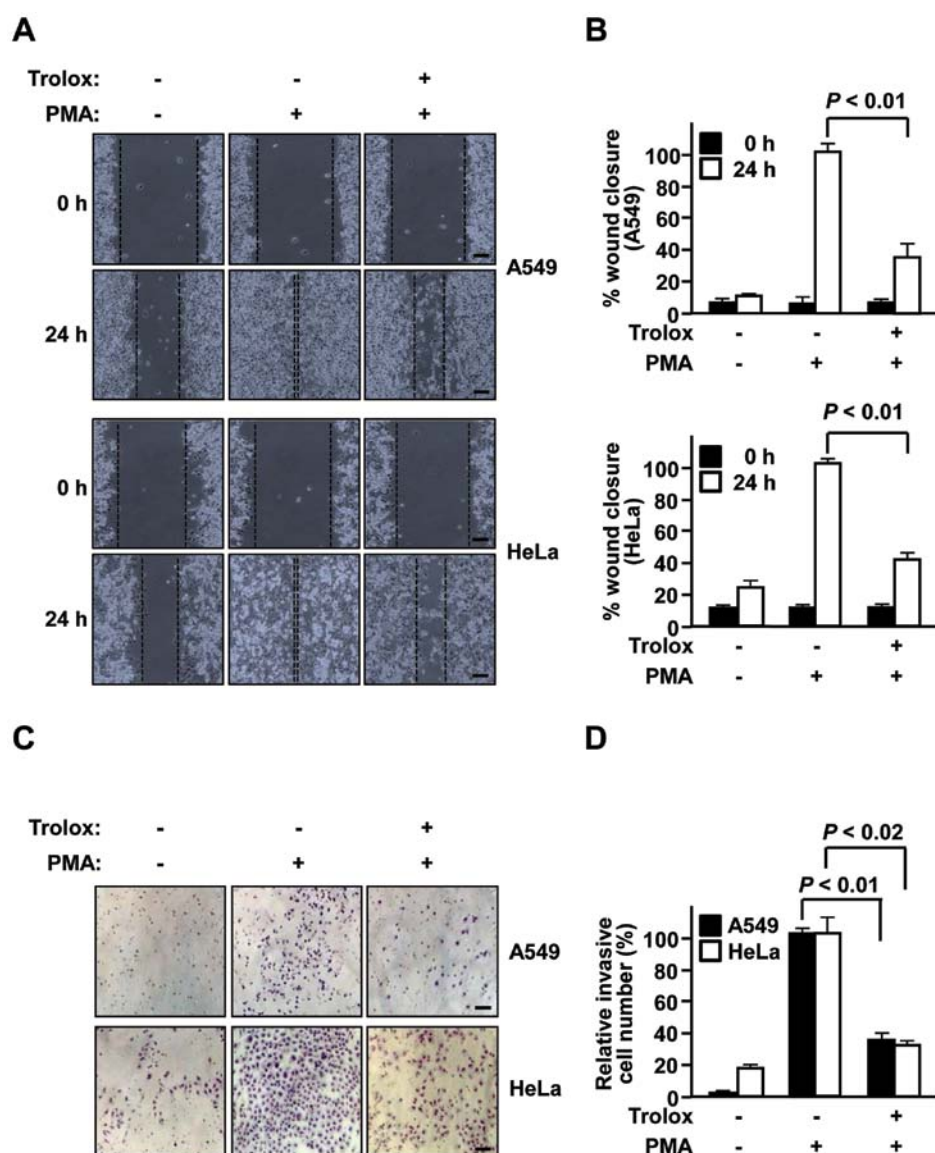 A
Trolox: - - +
PMA: - + +
0 h
A549
24 h
0 h
HeLa
24 h
B
P < 0.01
0 h
24 h
% wound closure
(A549)
100
80
60
40
20
0
Trolox - - +
PMA - + +
P < 0.01
0 h
24 h
% wound closure
(HeLa)
100
80
60
40
20
0
Trolox - - +
PMA - + +
C
Trolox: - - +
PMA: - + +
A549
HeLa
D
P < 0.02
P < 0.01
A549
HeLa
Relative invasive
cell number (%)
100
80
60
40
20
0
Trolox - - +
PMA - + +